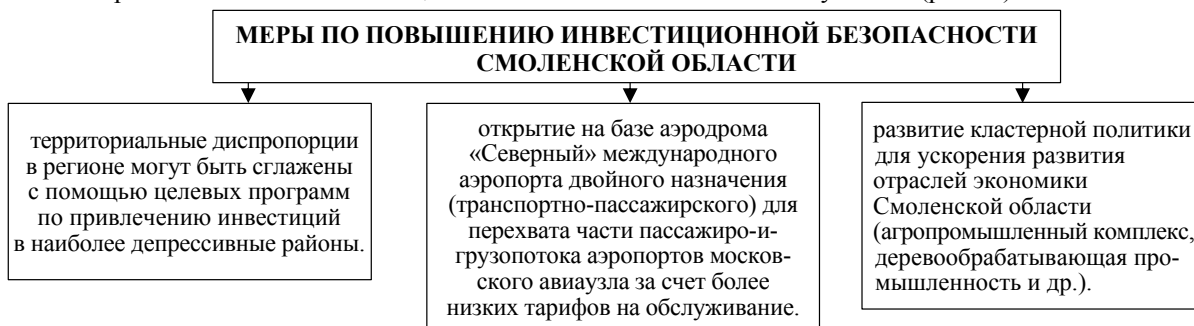 МЕРЫ ПО ПОВЫШЕНИЮ ИНВЕСТИЦИОННОЙ БЕЗОПАСНОСТИ
СМОЛЕНСКОЙ ОБЛАСТИ
территориальные диспропорции
в регионе могут быть сглажены
с помощью целевых программ
по привлечению инвестиций
в наиболее депрессивные районы.
открытие на базе аэродрома
«Северный» международного
аэропорта двойного назначения
(транспортно-пассажирского) для
перехвата части пассажиро-и-
грузопотока аэропортов москов-
ского авиаузла за счет более
низких тарифов на обслуживание.
развитие кластерной политики
для ускорения развития
отраслей экономики
Смоленской области
(агропромышленный комплекс,
деревообрабатывающая про-
мышленность и др.).